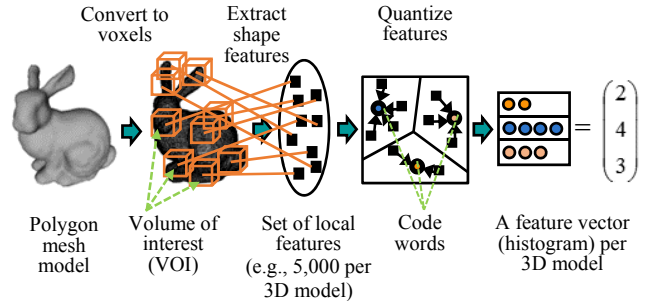 Convert to
voxels
Extract
shape
features
Quantize
features
= ( 2
4
3 )
Polygon
mesh
model
Volume of
interest
(VOI)
Set of local
features
(e.g., 5,000 per
3D model)
Code
words
A feature vector
(histogram) per
3D model